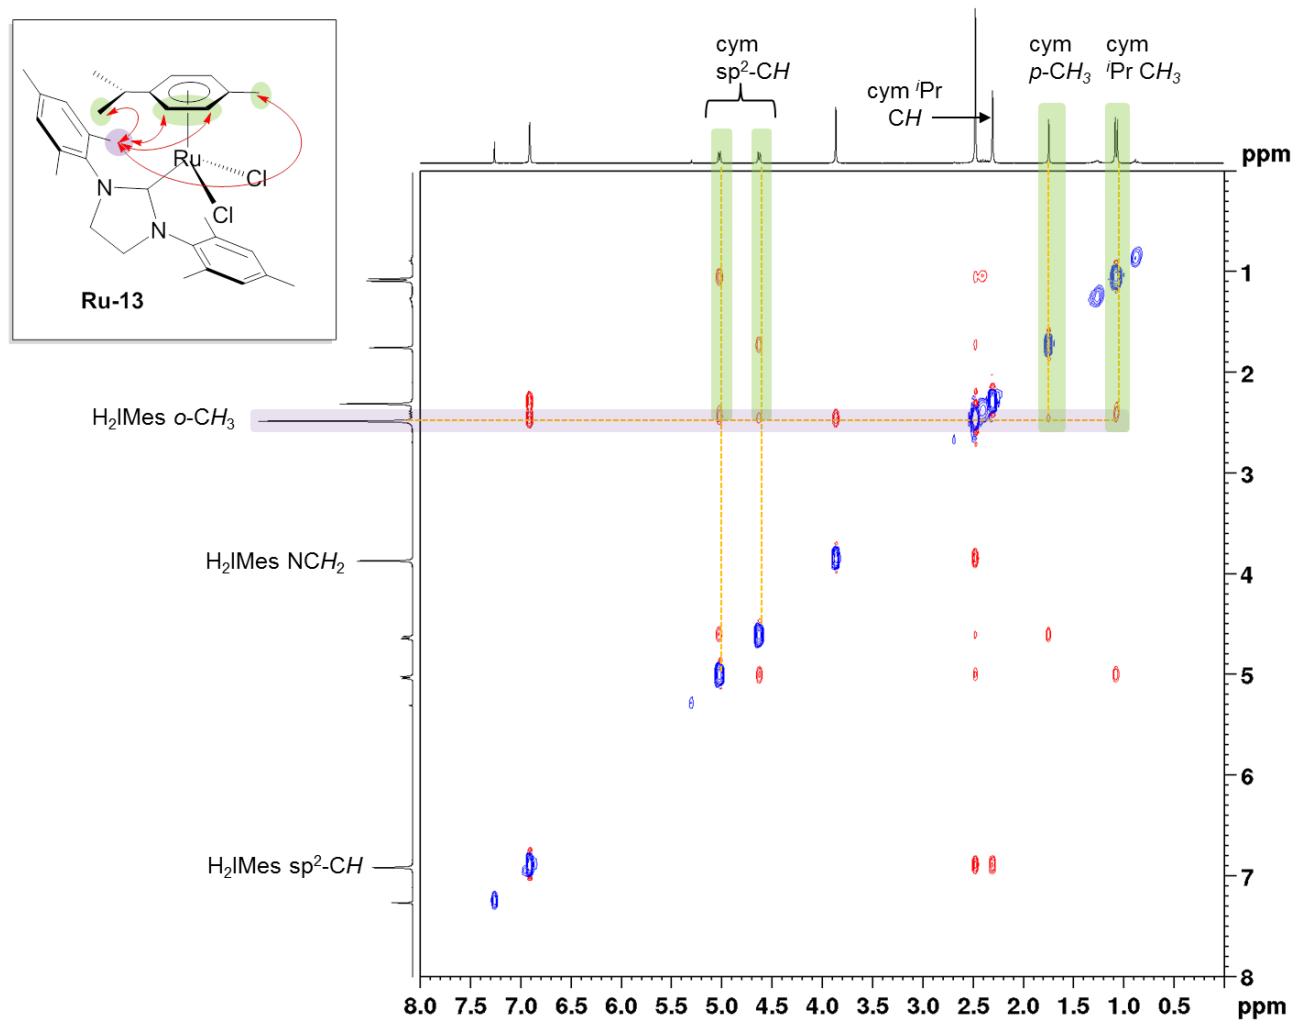 cym
sp²-CH
cym ⁱPr
CH
cym
p-CH₃
cym
ⁱPr CH₃
ppm
Ru
Cl
Cl
N
N
Ru-13
H₂IMes o-CH₃
H₂IMes NCH₂
H₂IMes sp²-CH
1
2
3
4
5
6
7
8
8.0 7.5 7.0 6.5 6.0 5.5 5.0 4.5 4.0 3.5 3.0 2.5 2.0 1.5 1.0 0.5 ppm